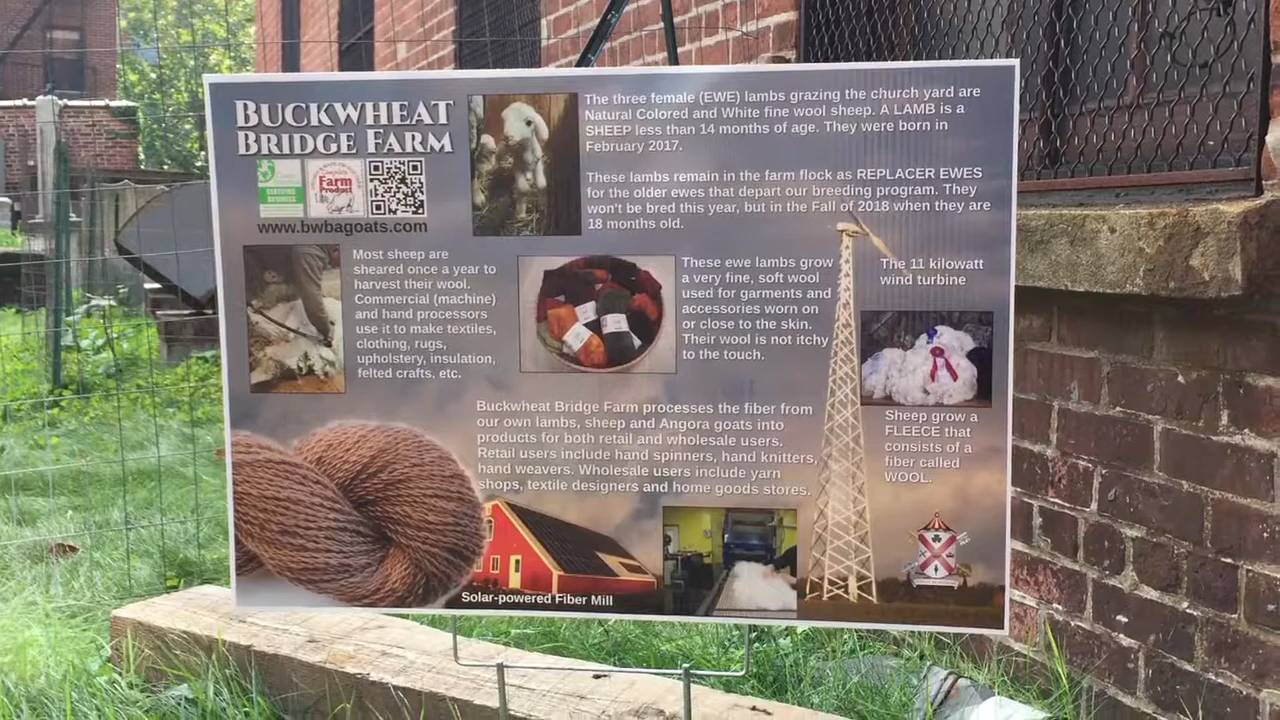 BUCKWHEAT
BRIDGE FARM
CERTIFIED
BUSINESS
Farm
Product
www.bwbagoats.com
The three female (EWE) lambs grazing the church yard are
Natural Colored and White fine wool sheep. A LAMB is a
SHEEP less than 14 months of age. They were born in
February 2017.
These lambs remain in the farm flock as REPLACER EWES
for the older ewes that depart our breeding program. They
won't be bred this year, but in the Fall of 2018 when they are
18 months old.
Most sheep are
sheared once a year to
harvest their wool.
Commercial (machine)
and hand processors
use it to make textiles,
clothing, rugs,
upholstery, insulation,
felted crafts, etc.
These ewe lambs grow
a very fine, soft wool
used for garments and
accessories worn on
or close to the skin.
Their wool is not itchy
to the touch.
The 11 kilowatt
wind turbine
Sheep grow a
FLEECE that
consists of a
fiber called
WOOL.
Buckwheat Bridge Farm processes the fiber from
our own lambs, sheep and Angora goats into
products for both retail and wholesale users.
Retail users include hand spinners, hand knitters,
hand weavers. Wholesale users include yarn
shops, textile designers and home goods stores.
Solar-powered Fiber Mill